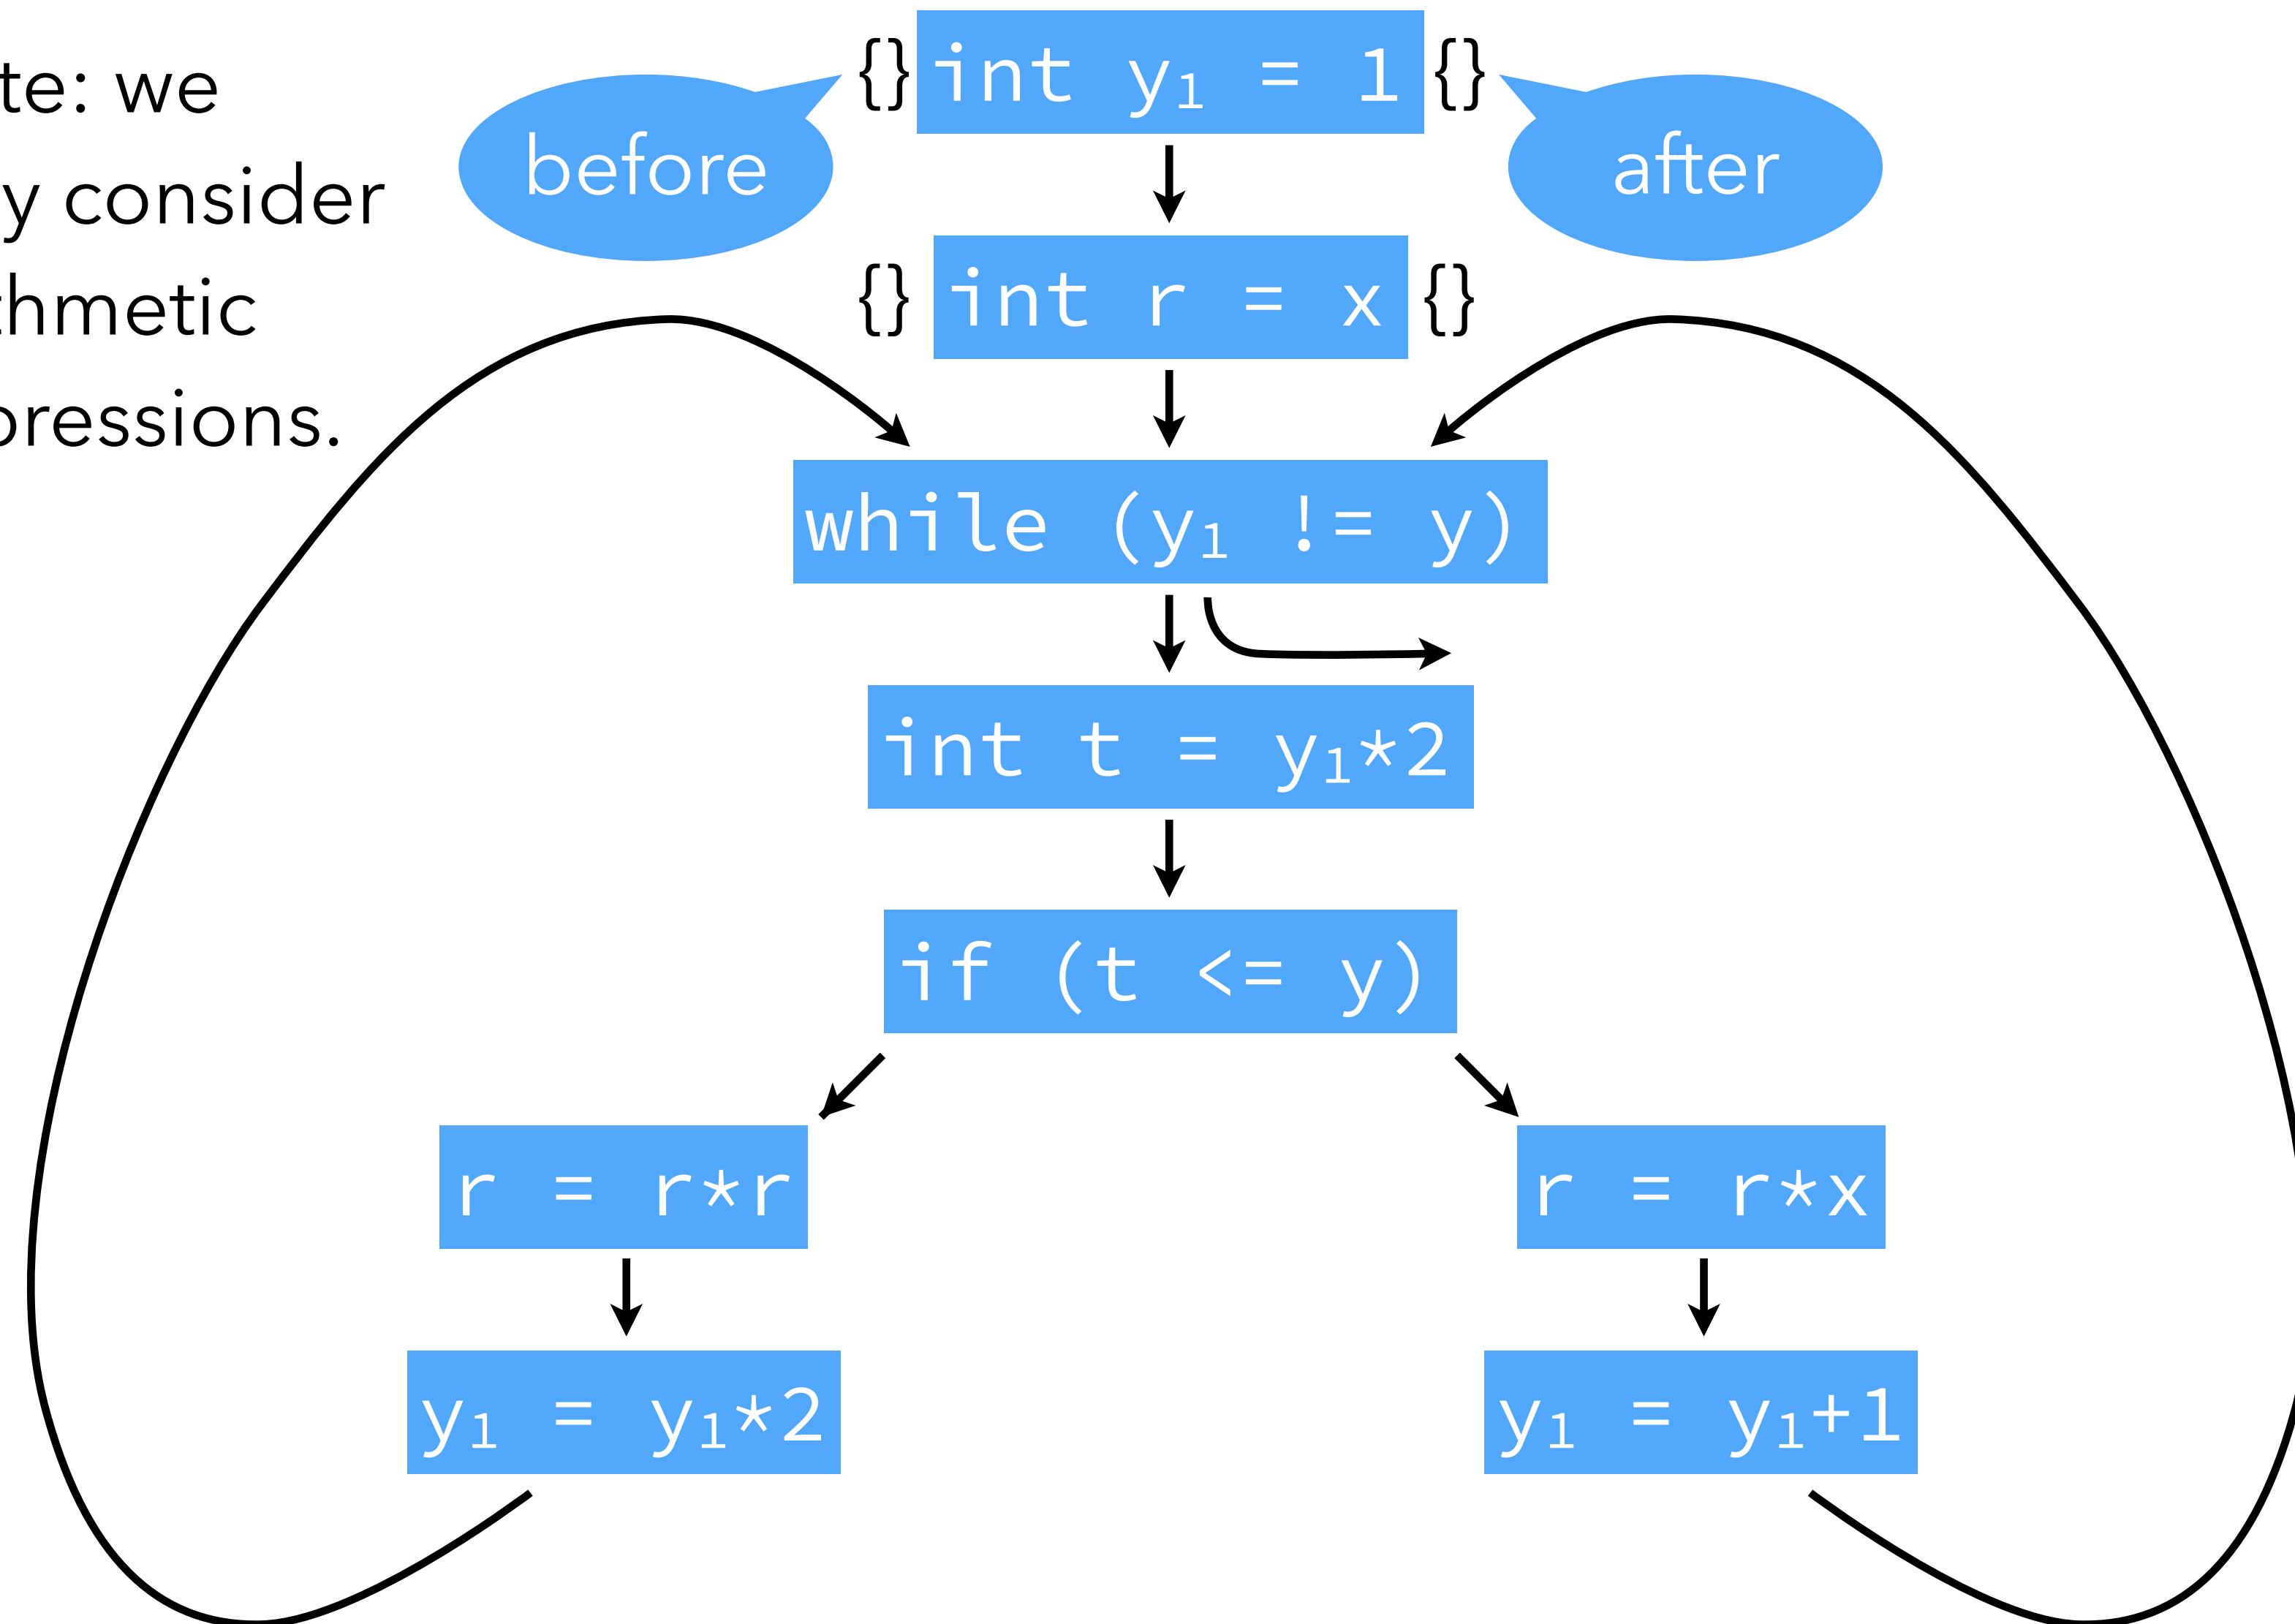 te: we
y consider
hmetic
ressions.
before
{} int y₁ = 1 {}
after
{} int r = x {}
while (y₁ != y)
int t = y₁*2
if (t <= y)
r = r*r
r = r*x
y₁ = y₁*2
y₁ = y₁+1